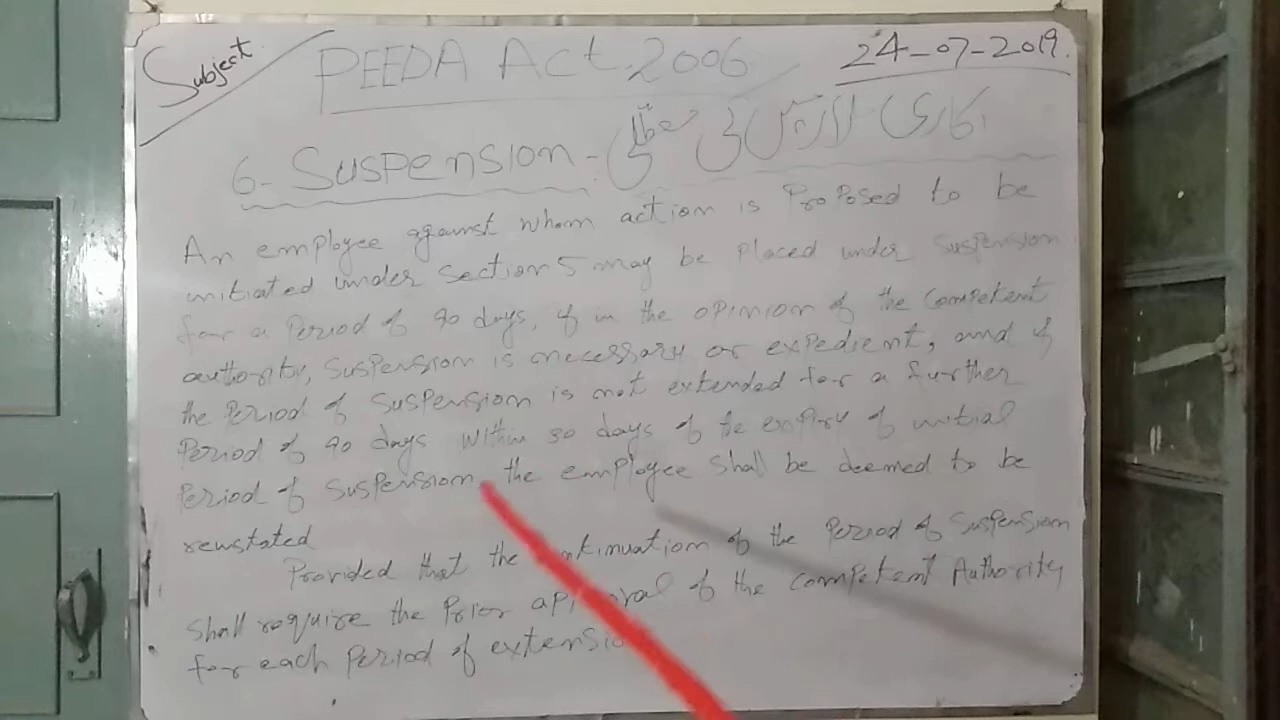 Subject
PEEDA Act. 2006
24-07-2019
6- Suspension - سرکاری ملازمین کی معطلی
An employee against whom action is Proposed to be
initiated under section 5 may be placed under suspension
for a Period of 90 days, if in the opinion of the Competent
authority, suspension is necessary or expedient, and if
the Period of suspension is not extended for a further
Period of 90 days within 30 days of the expiry of initial
Period of suspension the employee shall be deemed to be
reinstated
Provided that the continuation of the Period of suspension
shall require the Prior approval of the competent Authority
for each Period of extension